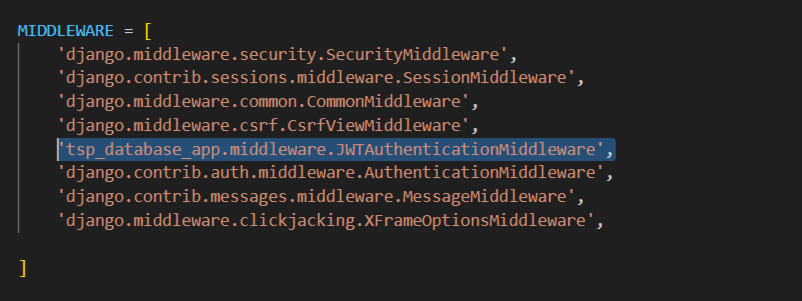 MIDDLEWARE = [
'django.middleware.security.SecurityMiddleware',
'django.contrib.sessions.middleware.SessionMiddleware',
'django.middleware.common.CommonMiddleware',
'django.middleware.csrf.CsrfViewMiddleware',
'tsp_database_app.middleware.JWTAuthenticationMiddleware',
'django.contrib.auth.middleware.AuthenticationMiddleware',
'django.contrib.messages.middleware.MessageMiddleware',
'django.middleware.clickjacking.XFrameOptionsMiddleware',
]